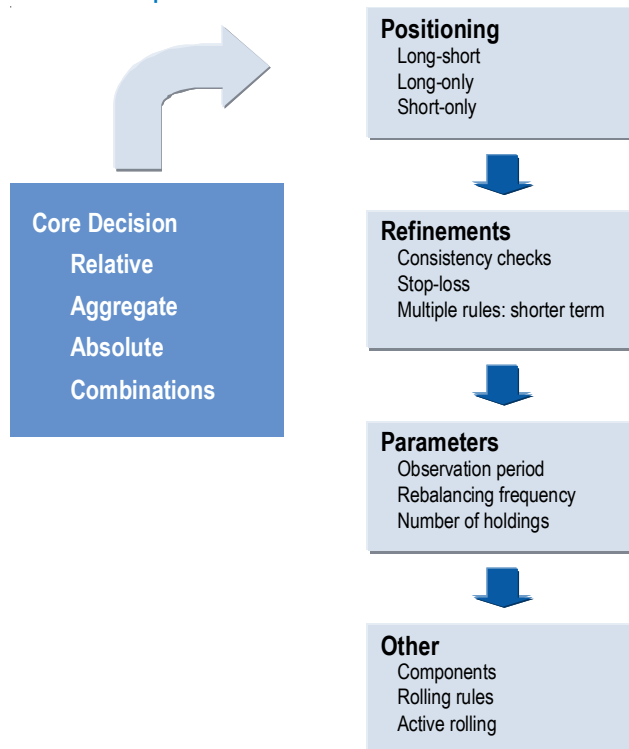 Core Decision
Relative
Aggregate
Absolute
Combinations
Positioning
Long-short
Long-only
Short-only
Refinements
Consistency checks
Stop-loss
Multiple rules: shorter term
Parameters
Observation period
Rebalancing frequency
Number of holdings
Other
Components
Rolling rules
Active rolling